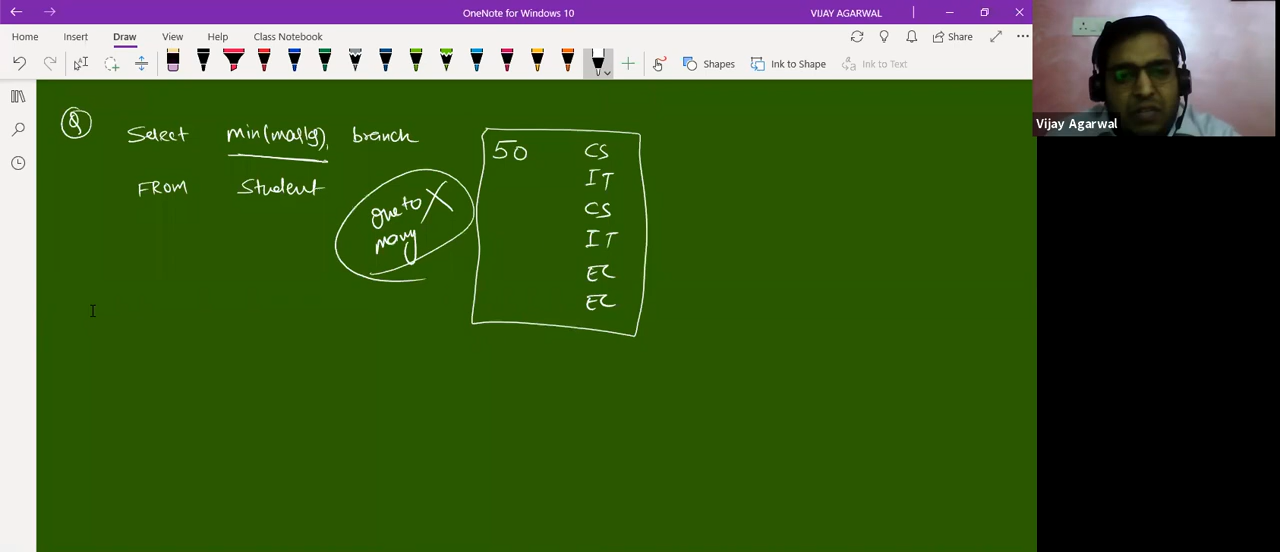 OneNote for Windows 10
VIJAY AGARWAL
Home Insert Draw View Help Class Notebook
Share
Shapes Ink to Shape Ink to Text
Q Select min(marks), branch
FROM Student
One to
many
50 CS
IT
CS
IT
EC
EC
Vijay Agarwal